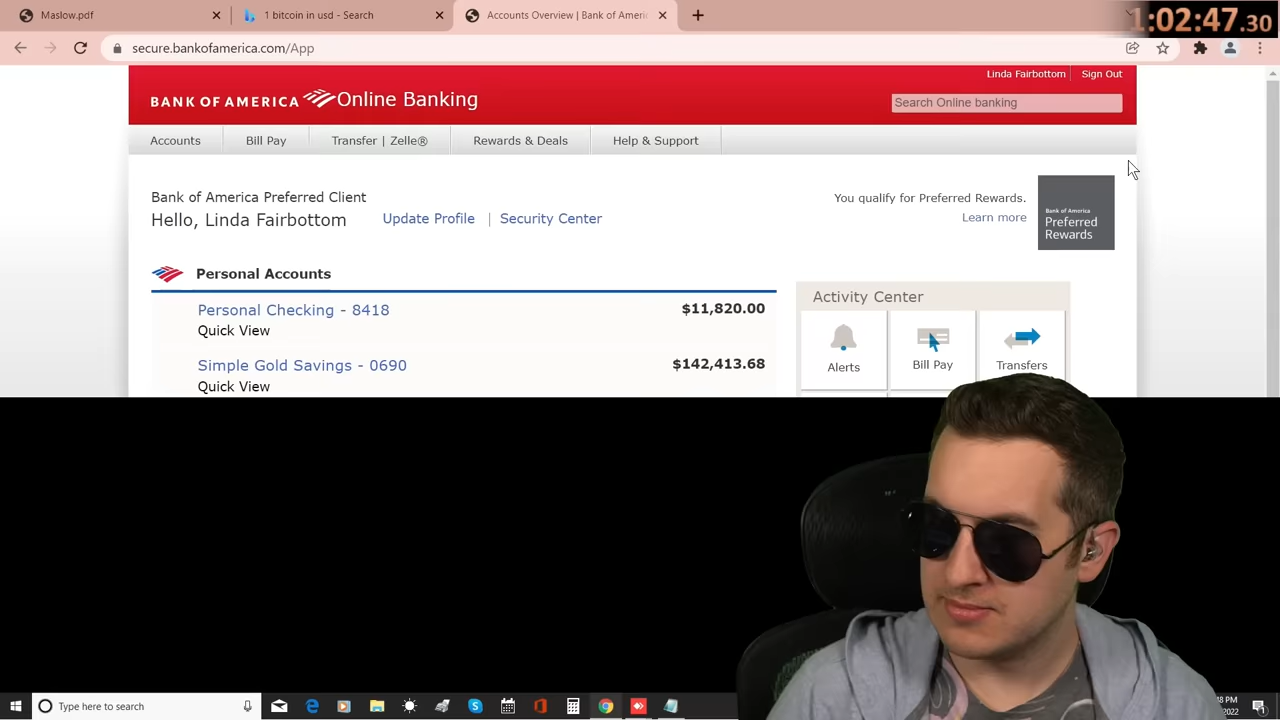 Maslow.pdf
1 bitcoin in usd - Search
Accounts Overview | Bank of Ameri
1:02:47.30
secure.bankofamerica.com/App
Linda Fairbottom
Sign Out
BANK OF AMERICA
Online Banking
Search Online banking
Accounts
Bill Pay
Transfer | Zelle®
Rewards & Deals
Help & Support
Bank of America Preferred Client
Hello, Linda Fairbottom
Update Profile | Security Center
You qualify for Preferred Rewards.
Learn more
Bank of America
Preferred
Rewards
Personal Accounts
Personal Checking - 8418 $11,820.00
Quick View
Simple Gold Savings - 0690 $142,413.68
Quick View
Activity Center
Alerts
Bill Pay
Transfers
Type here to search